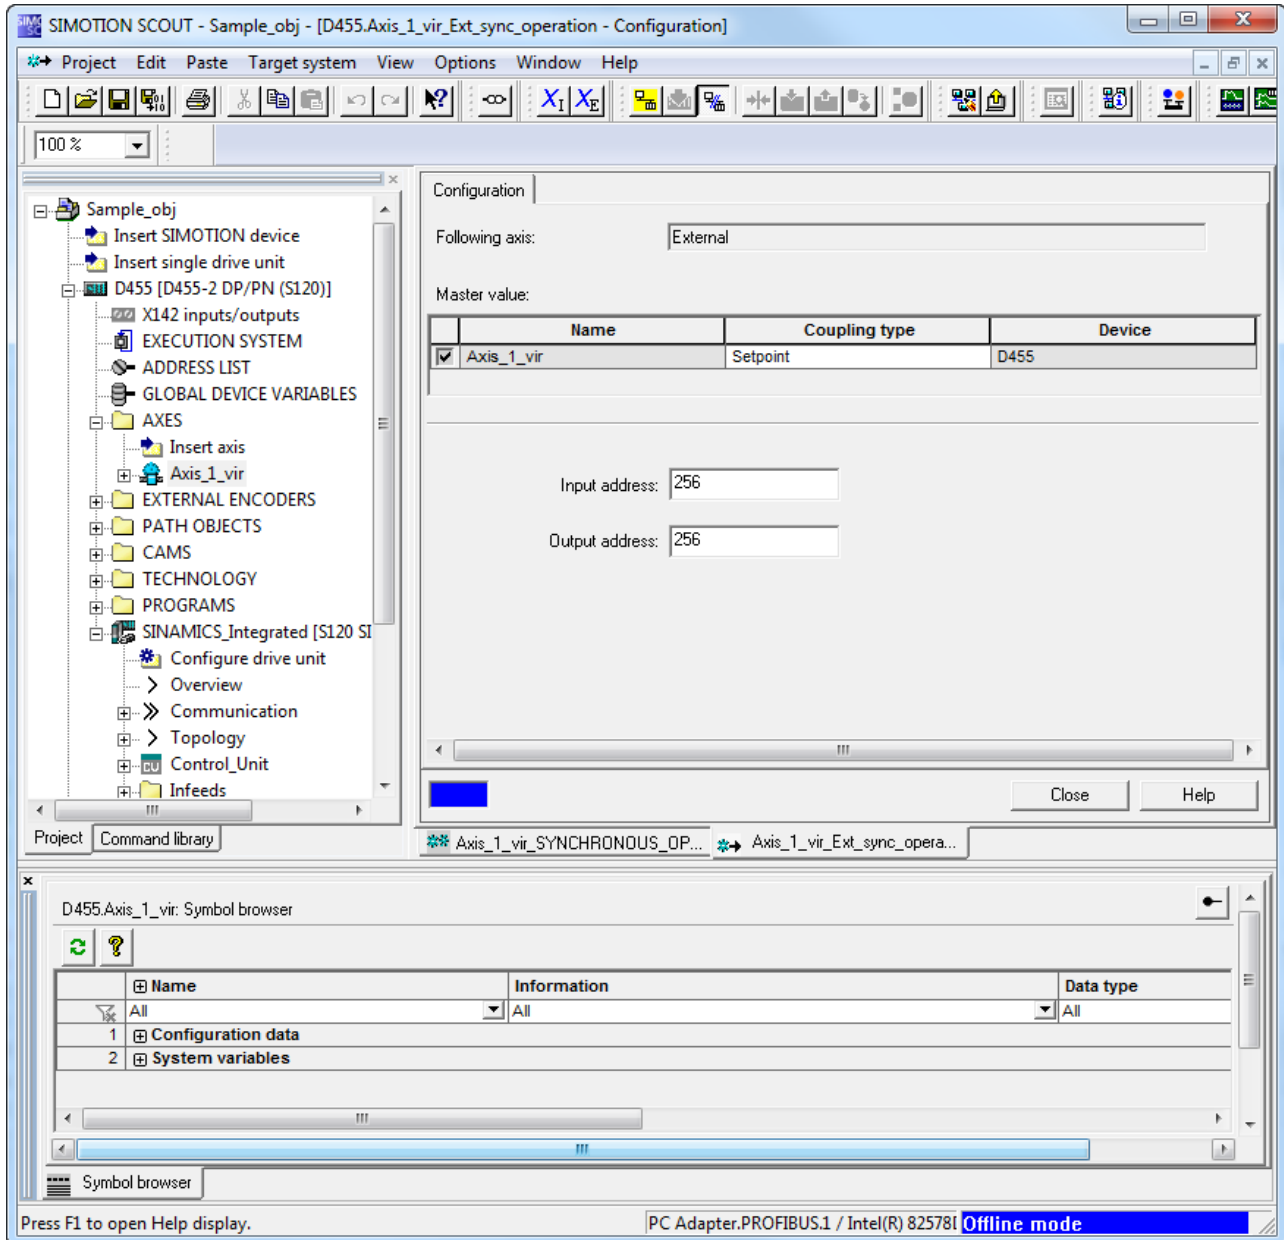 SIMOTION SCOUT - Sample_obj - [D455.Axis_1_vir_Ext_sync_operation - Configuration]
Project Edit Paste Target system View Options Window Help
100 %
Sample_obj
Insert SIMOTION device
Insert single drive unit
D455 [D455-2 DP/PN (S120)]
X142 inputs/outputs
EXECUTION SYSTEM
ADDRESS LIST
GLOBAL DEVICE VARIABLES
AXES
Insert axis
Axis_1_vir
EXTERNAL ENCODERS
PATH OBJECTS
CAMS
TECHNOLOGY
PROGRAMS
SINAMICS_Integrated [S120 SI
Configure drive unit
Overview
Communication
Topology
Control_Unit
Infeeds
Project Command library
Configuration
Following axis: External
Master value:
Name Coupling type Device
Axis_1_vir Setpoint D455
Input address: 256
Output address: 256
Close Help
Axis_1_vir_SYNCHRONOUS_OP... Axis_1_vir_Ext_sync_opera...
D455.Axis_1_vir: Symbol browser
Name Information Data type
All All All
1 Configuration data
2 System variables
Symbol browser
Press F1 to open Help display. PC Adapter.PROFIBUS.1 / Intel(R) 82578 Offline mode